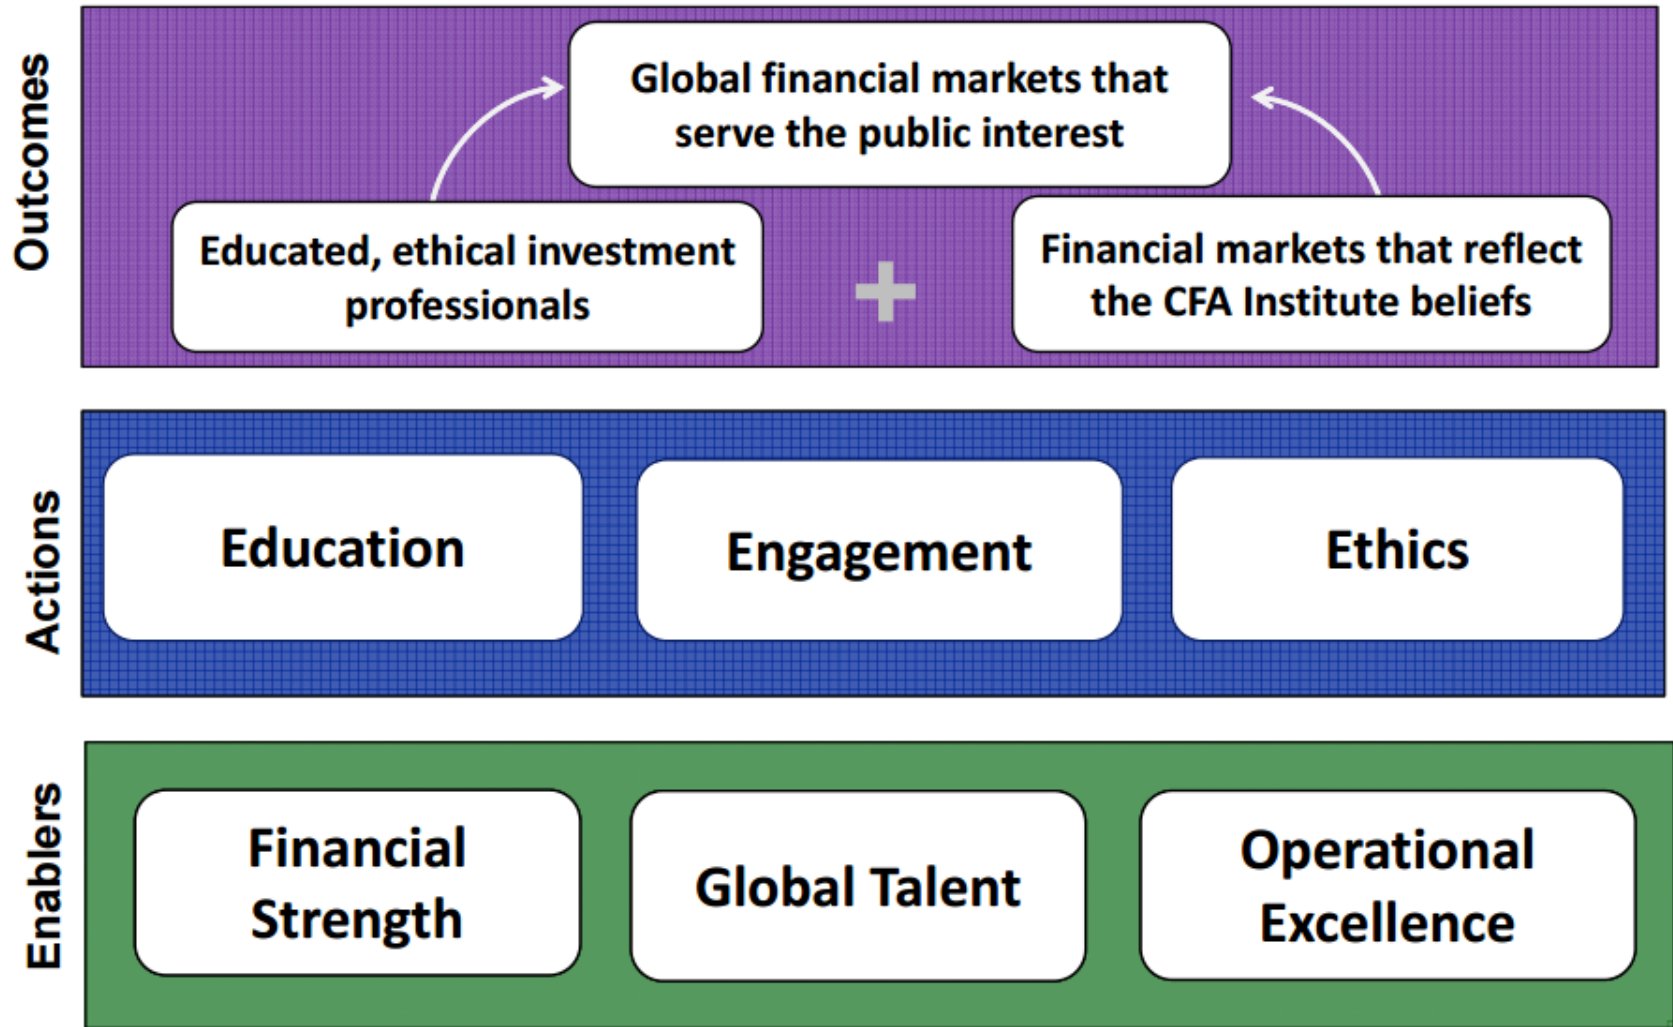 Outcomes
Global financial markets that
serve the public interest
Educated, ethical investment
professionals
+
Financial markets that reflect
the CFA Institute beliefs
Actions
Education
Engagement
Ethics
Enablers
Financial
Strength
Global Talent
Operational
Excellence